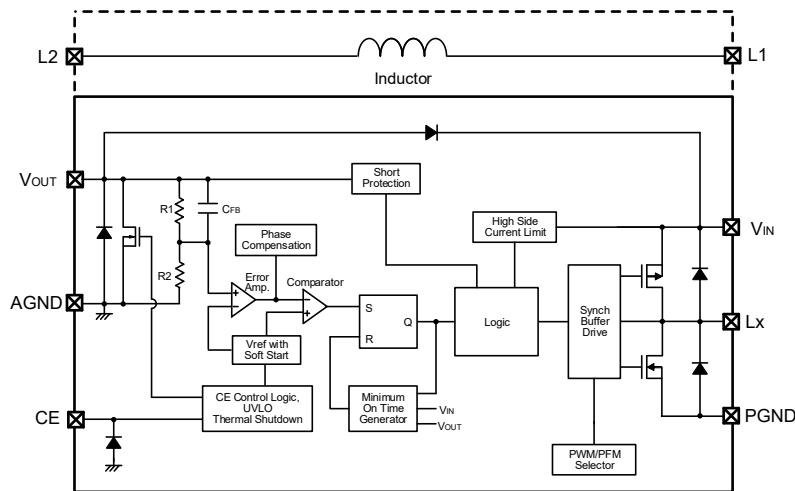 L2
L1
Inductor
VOUT
Short
Protection
R1
CFB
High Side
Current Limit
VIN
Phase
Compensation
R2
Error
Amp.
Comparator
AGND
+
−
−
+
S
Q
R
Logic
Synch
Buffer
Drive
Lx
Vref with
Soft Start
CE Control Logic,
UVLO
Thermal Shutdown
Minimum
On Time
Generator
VIN
VOUT
CE
PGND
PWM/PFM
Selector